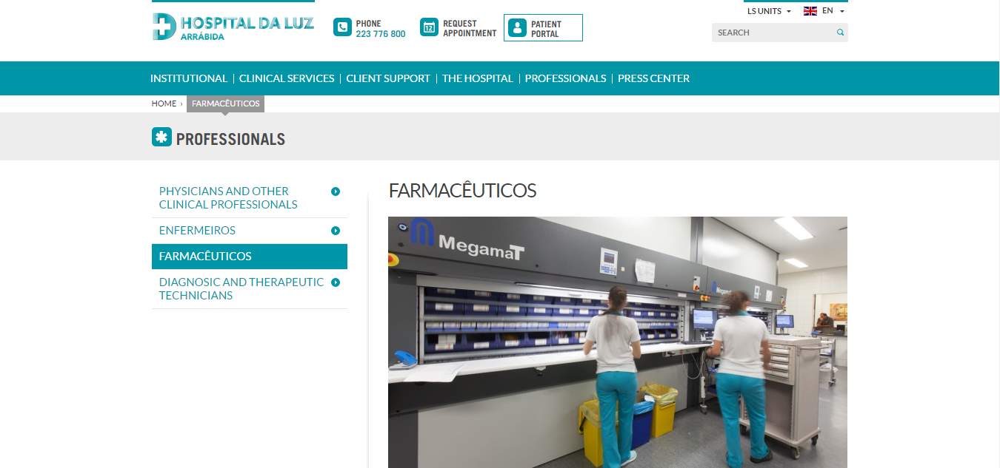 LS UNITS EN
HOSPITAL DA LUZ
ARRÁBIDA
PHONE
223 776 800
REQUEST
APPOINTMENT
12
PATIENT
PORTAL
SEARCH
INSTITUTIONAL | CLINICAL SERVICES | CLIENT SUPPORT | THE HOSPITAL | PROFESSIONALS | PRESS CENTER
HOME › FARMACÊUTICOS
PROFESSIONALS
PHYSICIANS AND OTHER
CLINICAL PROFESSIONALS
ENFERMEIROS
FARMACÊUTICOS
DIAGNOSIC AND THERAPEUTIC
TECHNICIANS
FARMACÊUTICOS
MegamaT
MegamaT